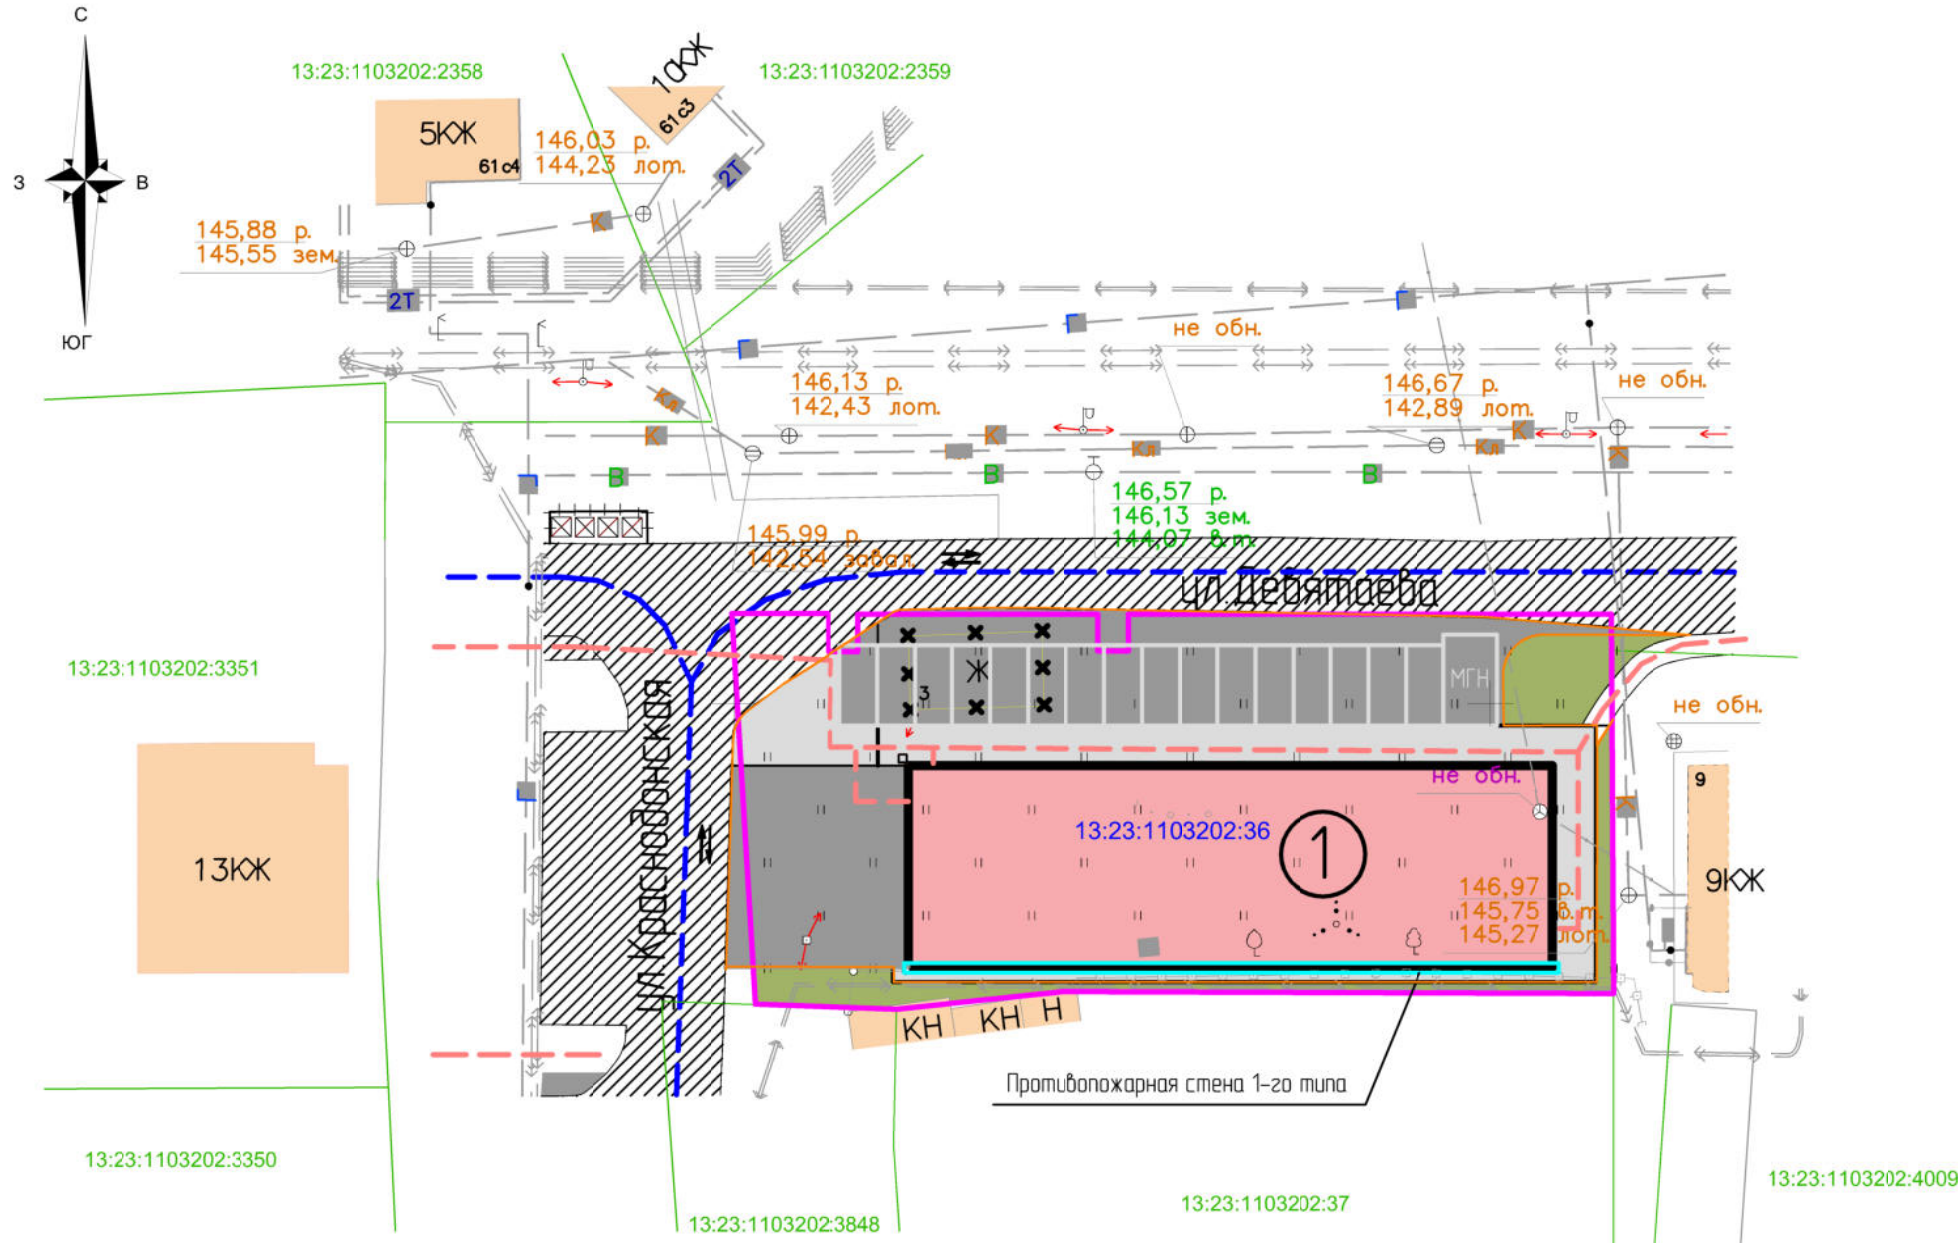 С
З
В
ЮГ
13:23:1103202:2358
10КЖ
61с3
13:23:1103202:2359
5КЖ
61с4
146,03 р.
144,23 лот.
2Т
К
145,88 р.
145,55 зем.
2Т
не обн.
146,13 р.
142,43 лот.
146,67 р.
142,89 лот.
не обн.
Кл
К
К
Кл
Кл
К
К
В
В
В
146,57 р.
146,13 зем.
144,07 в.т.
145,99 р.
142,54 завал.
ул.Девятаева
13:23:1103202:3351
Ж
3
МГН
не обн.
ул.Краснодонская
не обн.
9
13:23:1103202:36
1
К
13КЖ
146,97 р.
145,75 в.т.
145,27 лот.
9КЖ
КН
КН
Н
Противопожарная стена 1-го типа
13:23:1103202:3350
13:23:1103202:3848
13:23:1103202:37
13:23:1103202:4009